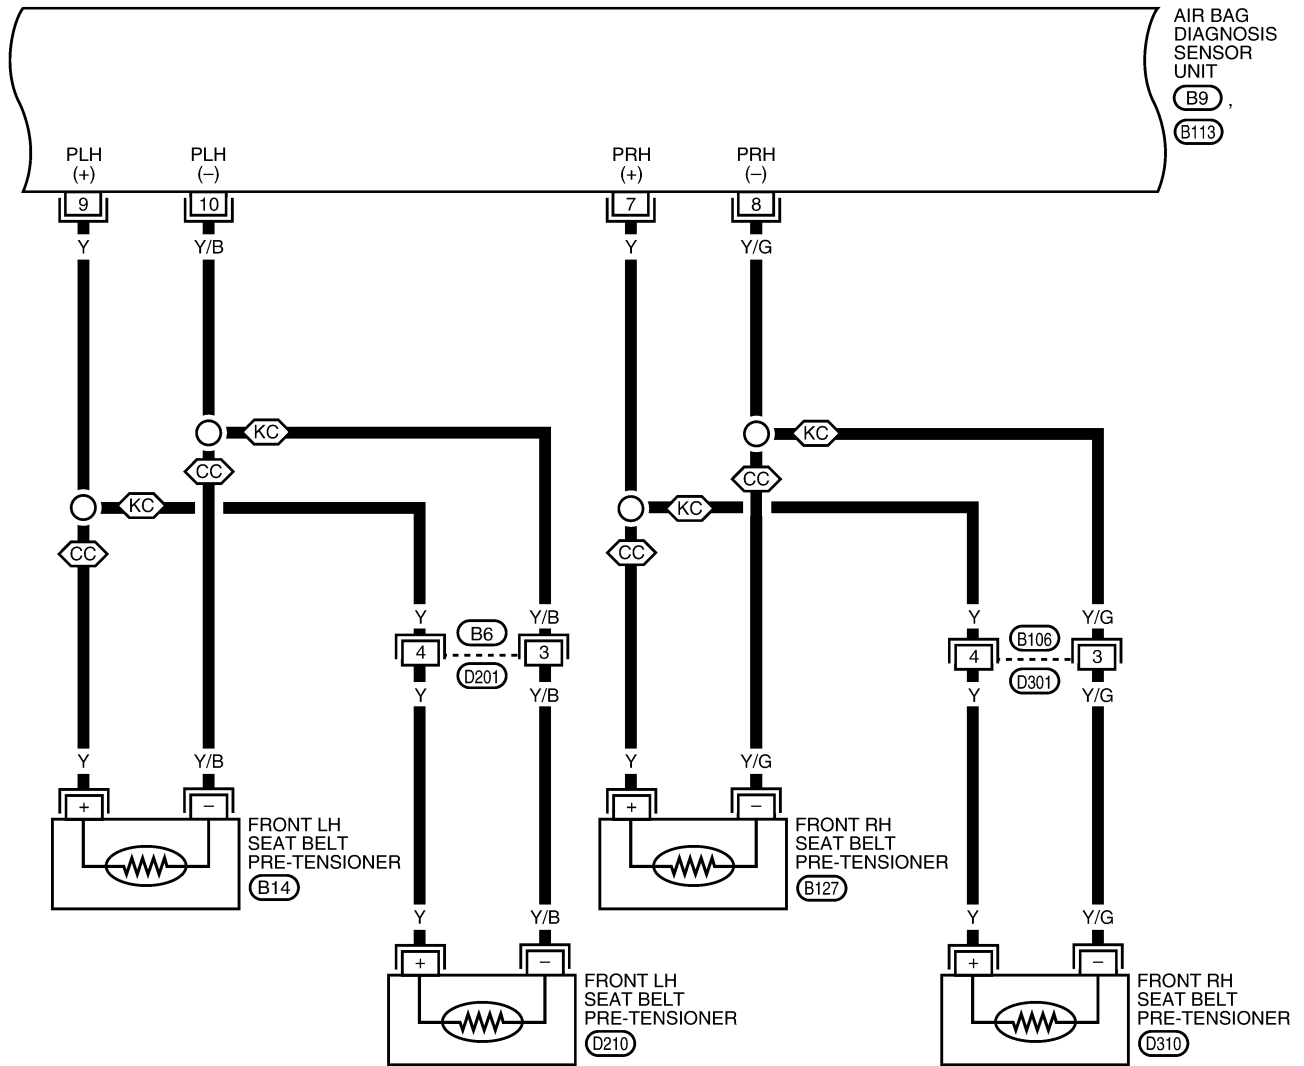 AIR BAG
DIAGNOSIS
SENSOR
UNIT
B9 ,
B113
PLH PLH PRH PRH
(+) (–) (+) (–)
9 10 7 8
Y Y/B Y Y/G
KC KC
CC CC
KC KC
CC CC
Y Y/B Y Y/G
B6 B106
4 3 4 3
D201 D301
Y Y/B Y Y/G
Y Y/B Y Y/G
+ – + –
FRONT LH
SEAT BELT
PRE-TENSIONER
B14
FRONT RH
SEAT BELT
PRE-TENSIONER
B127
Y Y/B Y Y/G
+ – + –
FRONT LH
SEAT BELT
PRE-TENSIONER
D210
FRONT RH
SEAT BELT
PRE-TENSIONER
D310